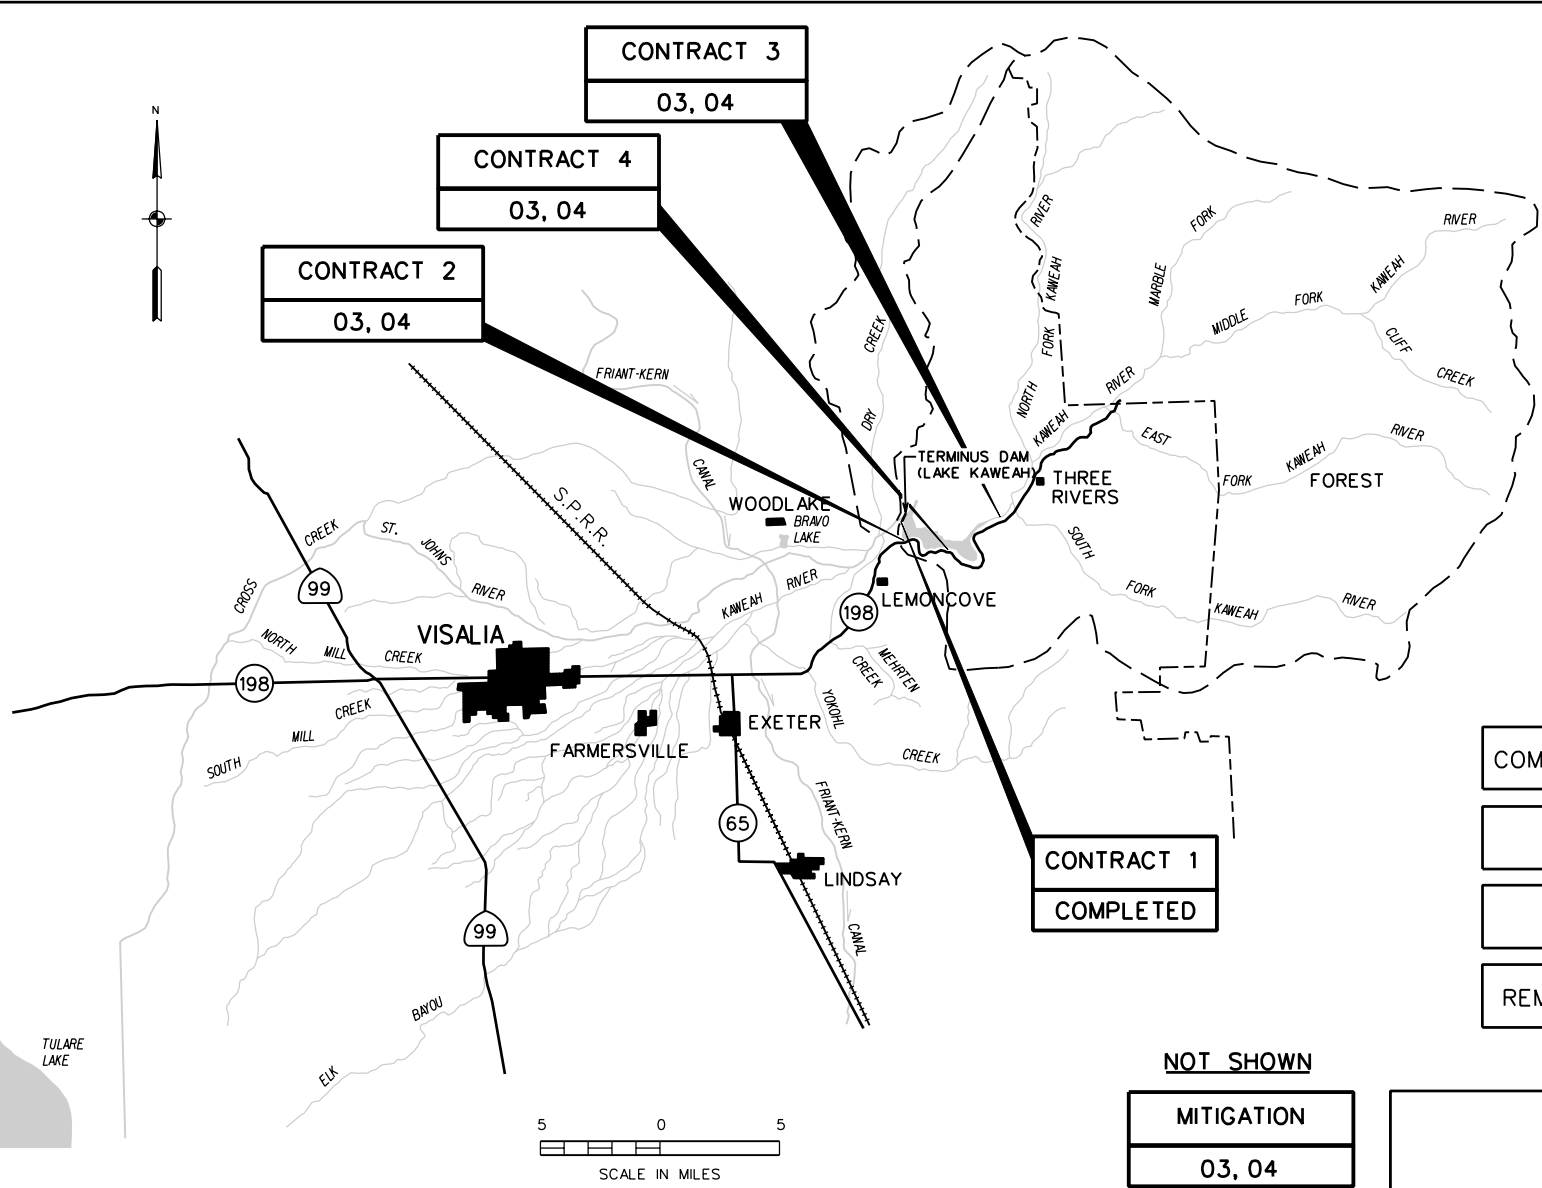 CONTRACT 3
03, 04
CONTRACT 4
03, 04
CONTRACT 2
03, 04
N
RIVER
FORK
RIVER
KAWEAH
MARBLE
KAWEAH
FORK
MIDDLE
CREEK
FORK
CLIFF
CREEK
FRIANT-KERN
RIVER
NORTH
DRY
KAWEAH
EAST
RIVER
KAWEAH
TERMINUS DAM
(LAKE KAWEAH)
THREE
RIVERS
FORK
FOREST
CANAL
S.P.R.R.
WOODLAKE
BRAVO
LAKE
CREEK
ST.
JOHNS
SOUTH
99
CROSS
RIVER
KAWEAH
RIVER
LEMONCOVE
198
FORK
KAWEAH
RIVER
VISALIA
NORTH
MILL
CREEK
CREEK
MEHRTEN
198
CREEK
YOKOHL
MILL
SOUTH
FARMERSVILLE
EXETER
CREEK
COM
FRIANT-KERN
65
LINDSAY
CONTRACT 1
COMPLETED
99
CANAL
REM
BAYOU
ELK
TULARE
LAKE
NOT SHOWN
MITIGATION
03, 04
5 0 5
SCALE IN MILES